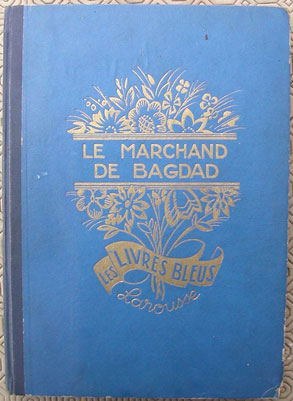 LE MARCHAND
DE BAGDAD
LES LIVRES BLEUS
Larousse